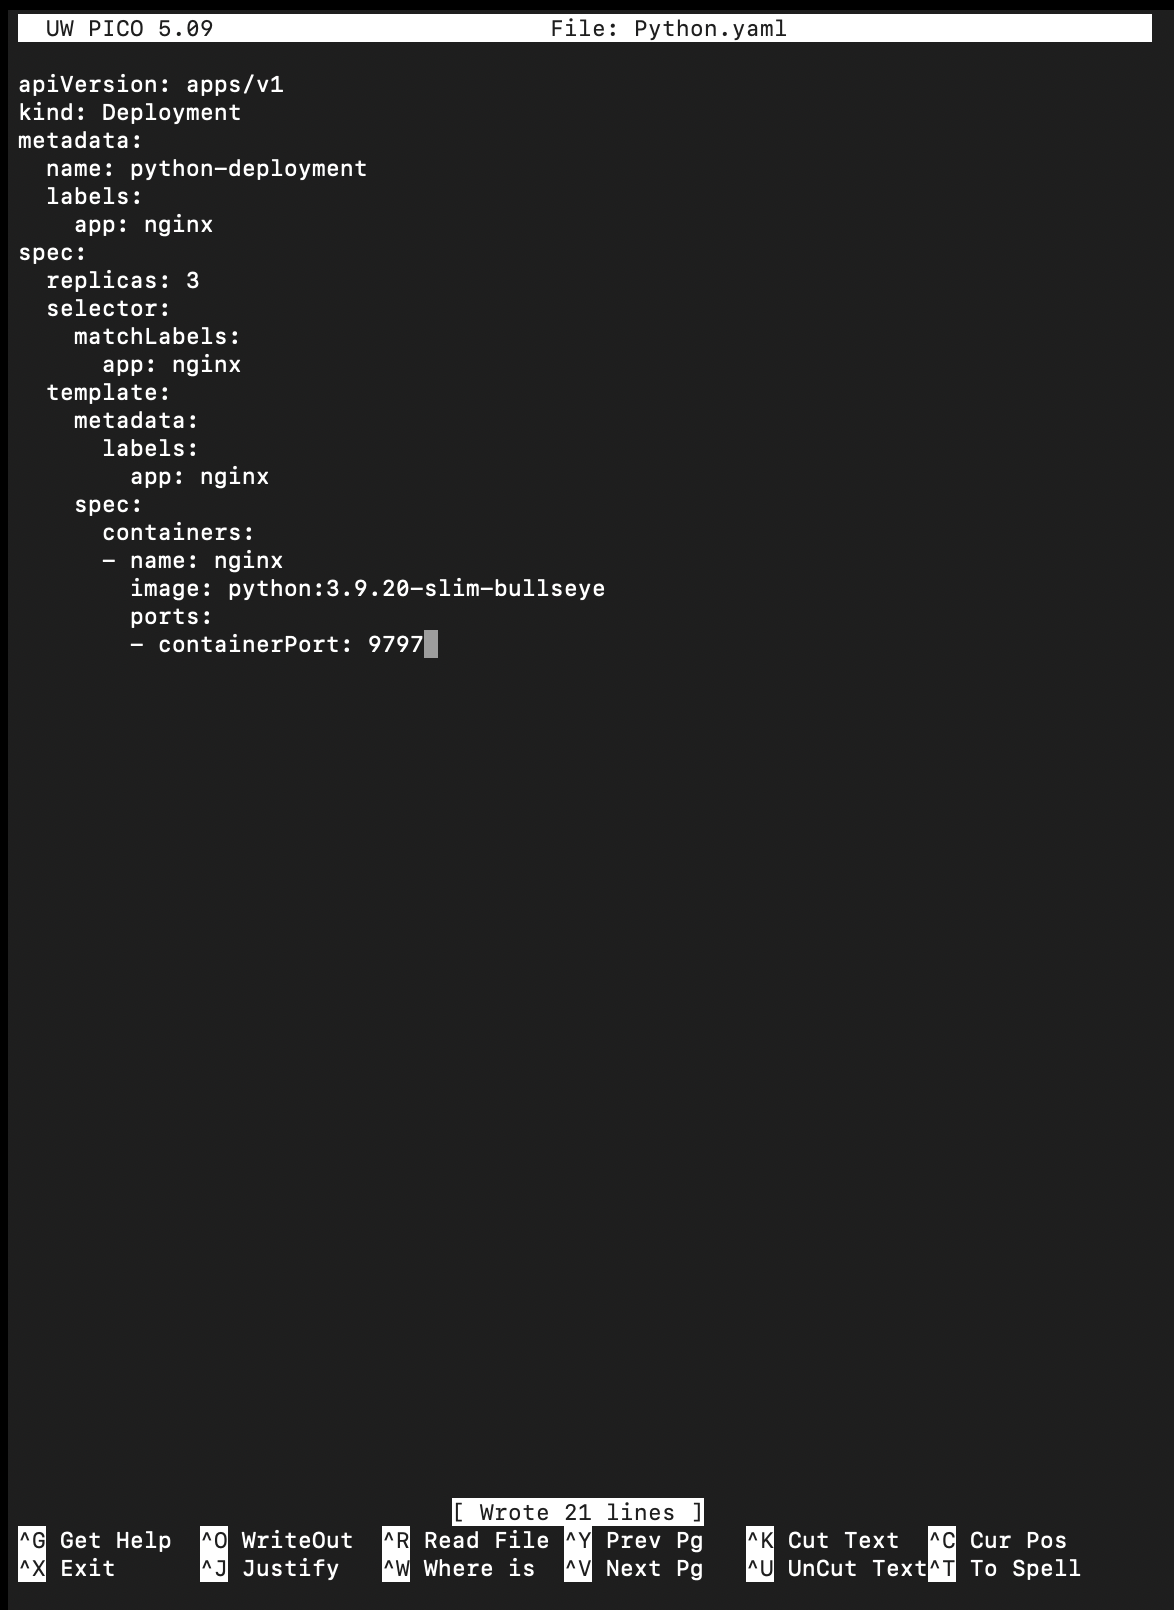 UW PICO 5.09 File: Python.yaml
apiVersion: apps/v1
kind: Deployment
metadata:
  name: python-deployment
  labels:
    app: nginx
spec:
  replicas: 3
  selector:
    matchLabels:
      app: nginx
  template:
    metadata:
      labels:
        app: nginx
    spec:
      containers:
      - name: nginx
        image: python:3.9.20-slim-bullseye
        ports:
        - containerPort: 9797
[ Wrote 21 lines ]
^G Get Help ^O WriteOut ^R Read File ^Y Prev Pg ^K Cut Text ^C Cur Pos
^X Exit ^J Justify ^W Where is ^V Next Pg ^U UnCut Text ^T To Spell